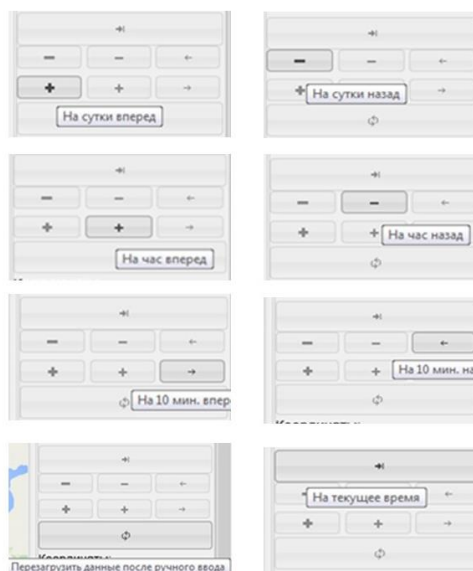 На сутки вперед
На сутки назад
На час вперед
На час назад
На 10 мин. впер
На 10 мин. на
Координаты:
Перезагрузить данные после ручного ввода
На текущее время